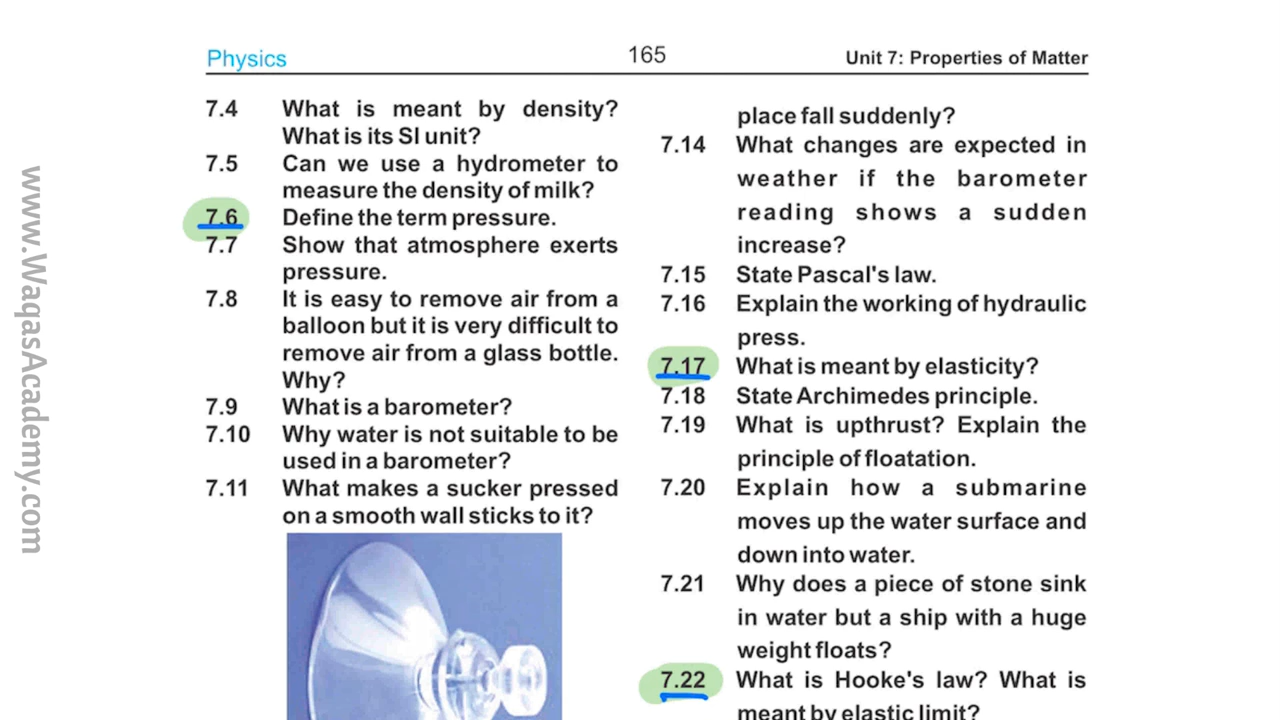 Physics
165
Unit 7: Properties of Matter
7.4 What is meant by density?
What is its SI unit?
7.5 Can we use a hydrometer to
measure the density of milk?
7.6 Define the term pressure.
7.7 Show that atmosphere exerts
pressure.
7.8 It is easy to remove air from a
balloon but it is very difficult to
remove air from a glass bottle.
Why?
7.9 What is a barometer?
7.10 Why water is not suitable to be
used in a barometer?
7.11 What makes a sucker pressed
on a smooth wall sticks to it?
place fall suddenly?
7.14 What changes are expected in
weather if the barometer
reading shows a sudden
increase?
7.15 State Pascal's law.
7.16 Explain the working of hydraulic
press.
7.17 What is meant by elasticity?
7.18 State Archimedes principle.
7.19 What is upthrust? Explain the
principle of floatation.
7.20 Explain how a submarine
moves up the water surface and
down into water.
7.21 Why does a piece of stone sink
in water but a ship with a huge
weight floats?
7.22 What is Hooke's law? What is
meant by elastic limit?
www.WaqasAcademy.com